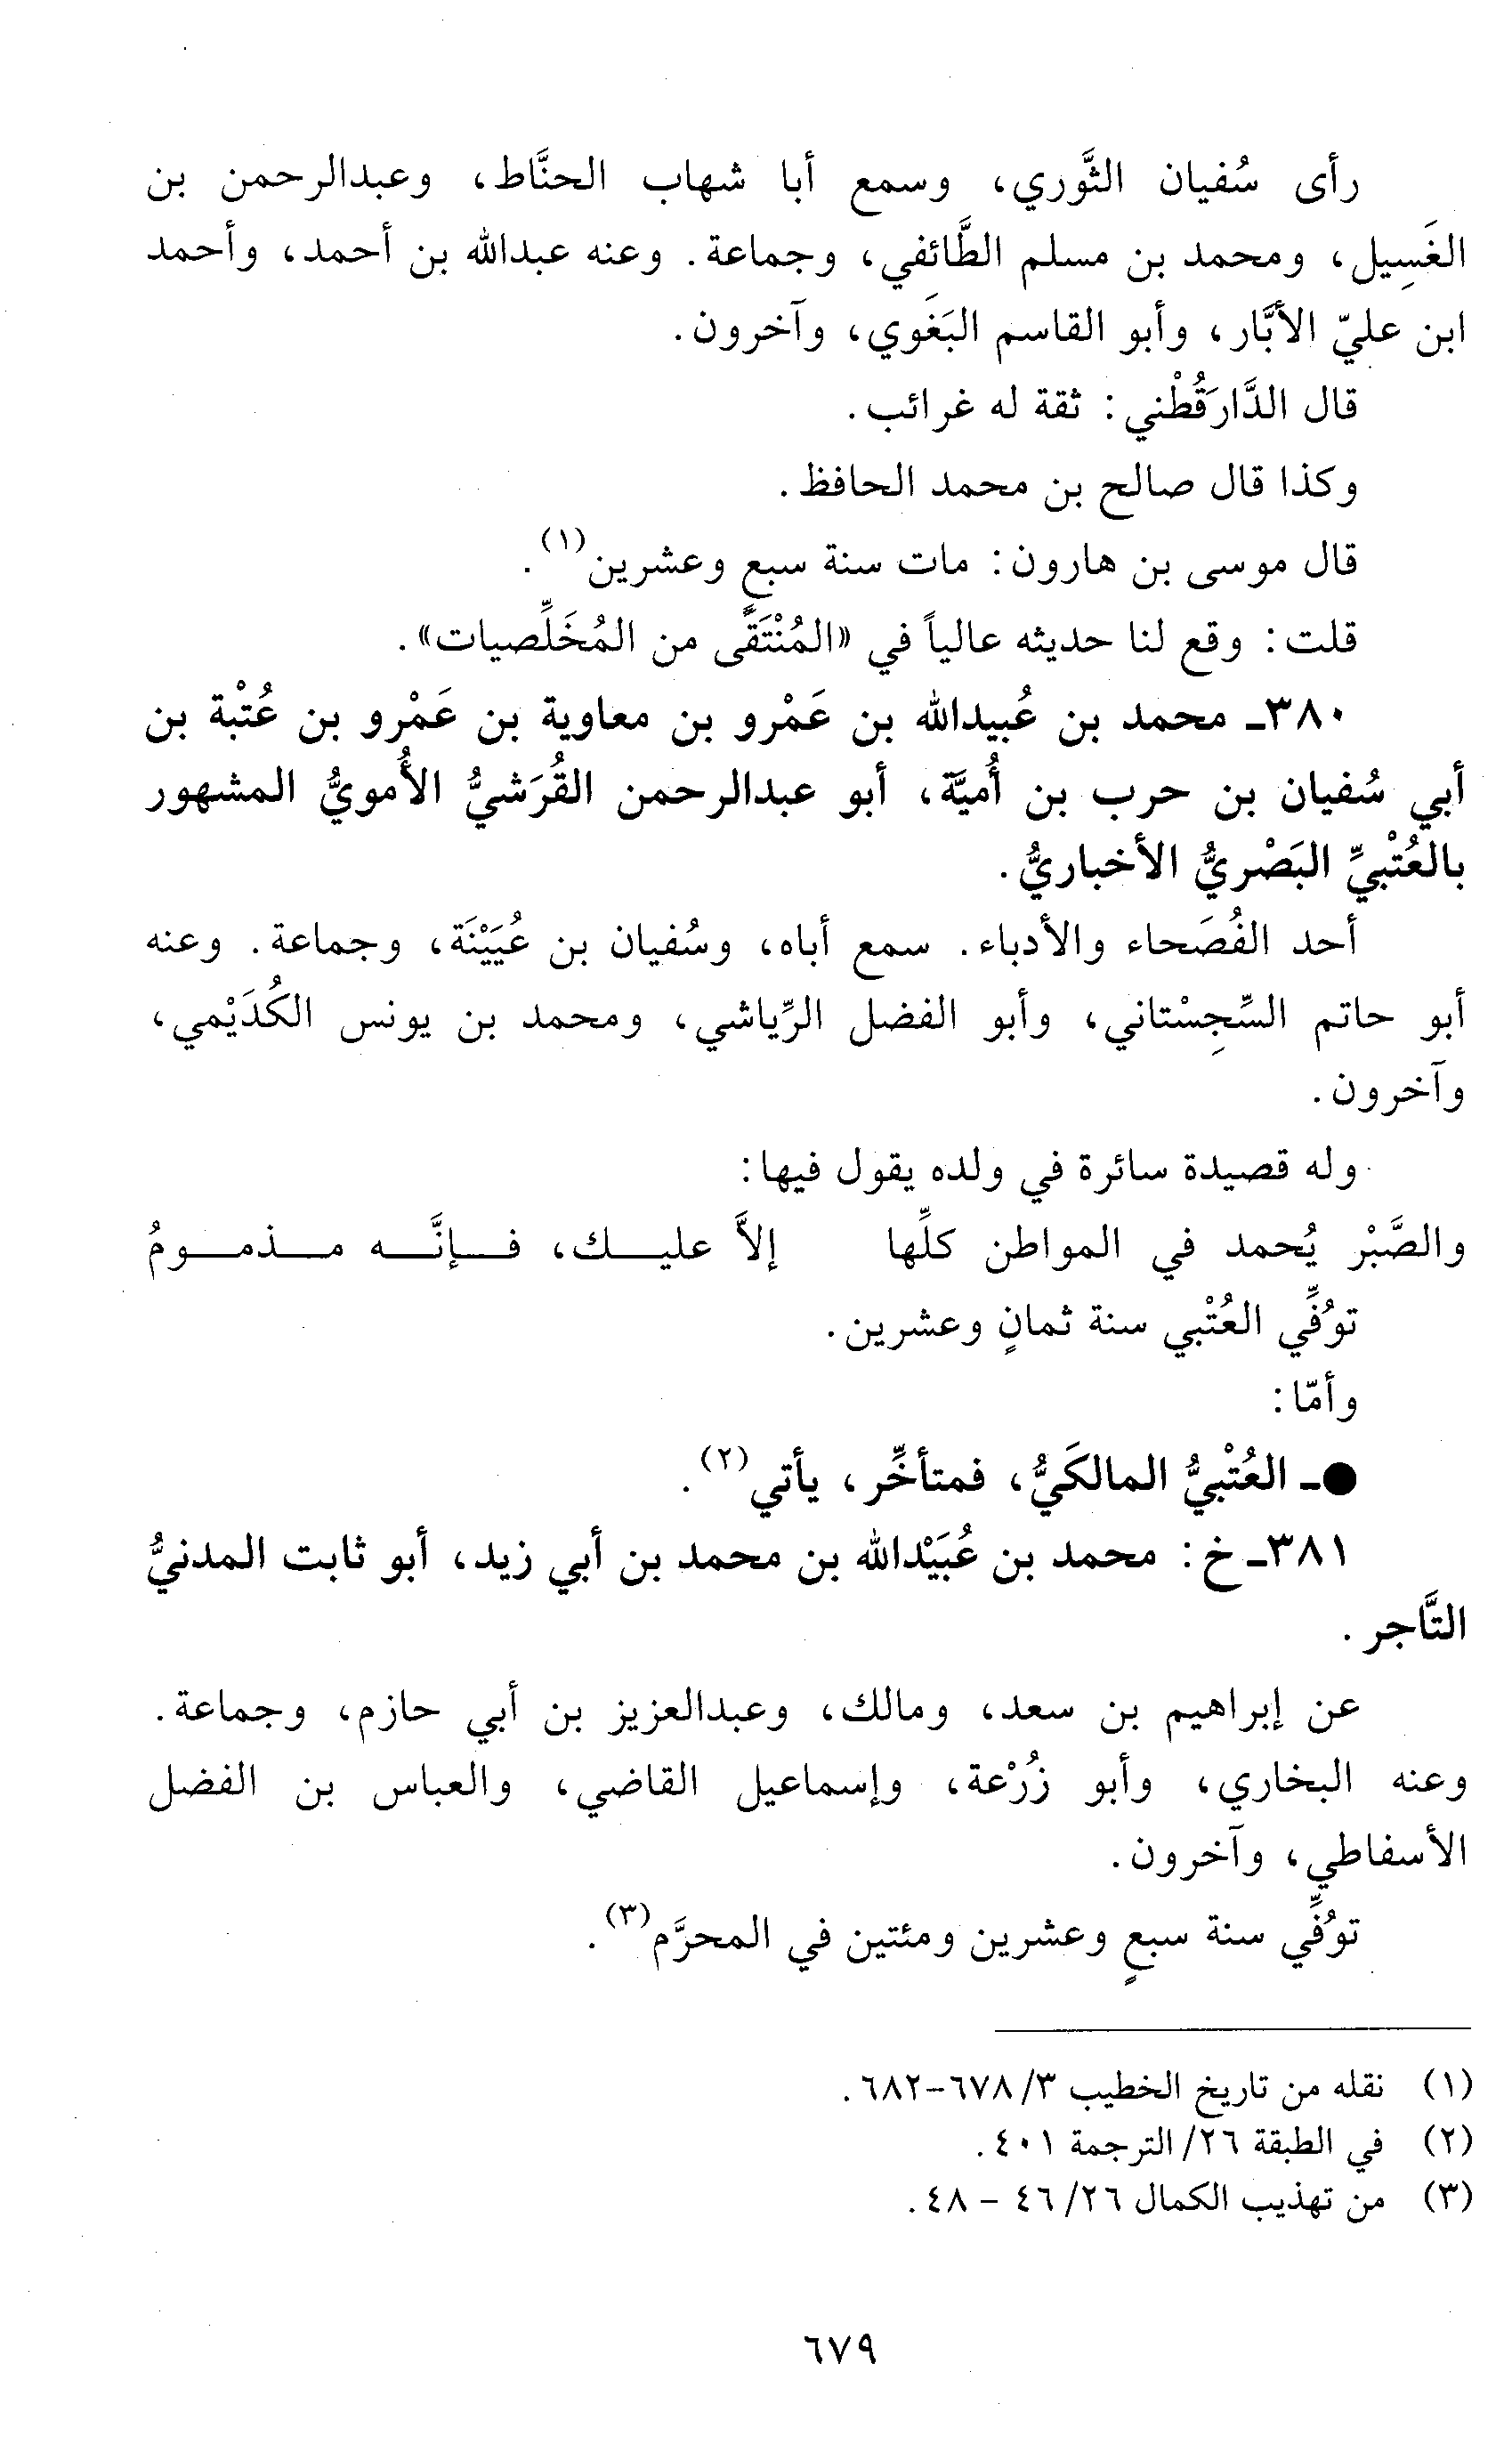 رأى سُفيان الثَّوري، وسمع أبا شهاب الحنَّاط، وعبدالرحمن بن
الغَسِيل، ومحمد بن مسلم الطَّائفي، وجماعة. وعنه عبدالله بن أحمد، وأحمد
ابن عليّ الأبَّار، وأبو القاسم البَغَوي، وآخرون.
قال الدَّارَقُطْني: ثقة له غرائب.
وكذا قال صالح بن محمد الحافظ.
قال موسى بن هارون: مات سنة سبعٍ وعشرين(١).
قلت: وقع لنا حديثه عالياً في «المُنْتَقًى من المُخَلِّصيات».
٣٨٠ـ محمد بن عُبيدالله بن عَمْرو بن معاوية بن عَمْرو بن عُتْبة بن
أبي سُفيان بن حرب بن أُميَّة، أبو عبدالرحمن القُرَشيُّ الأُمويُّ المشهور
بالعُتْبيِّ البَصْريُّ الأخباريُّ.
أحد الفُصَحاء والأدباء. سمع أباه، وسُفيان بن عُيَيْنَة، وجماعة. وعنه
أبو حاتم السِّجِسْتاني، وأبو الفضل الرِّياشي، ومحمد بن يونس الكُدَيْمي،
وآخرون.
وله قصيدة سائرة في ولده يقول فيها:
والصَّبْر يُحمد في المواطن كلِّها إلاَّ عليـــك، فـــإنَّـــه مـــذمـــومُ
توُفِّي العُتْبي سنة ثمانٍ وعشرين.
وأمّا:
●ـ العُتْبيُّ المالكَيُّ، فمتأخِّر، يأتي(٢).
٣٨١ـ خ: محمد بن عُبَيْدالله بن محمد بن أبي زيد، أبو ثابت المدنيُّ
التَّاجر.
عن إبراهيم بن سعد، ومالك، وعبدالعزيز بن أبي حازم، وجماعة.
وعنه البخاري، وأبو زُرْعة، وإسماعيل القاضي، والعباس بن الفضل
الأسفاطي، وآخرون.
توُفِّي سنة سبعٍ وعشرين ومئتين في المحرَّم(٣).
(١) نقله من تاريخ الخطيب ٣/ ٦٧٨-٦٨٢.
(٢) في الطبقة ٢٦/ الترجمة ٤٠١.
(٣) من تهذيب الكمال ٢٦/ ٤٦ - ٤٨.
٦٧٩